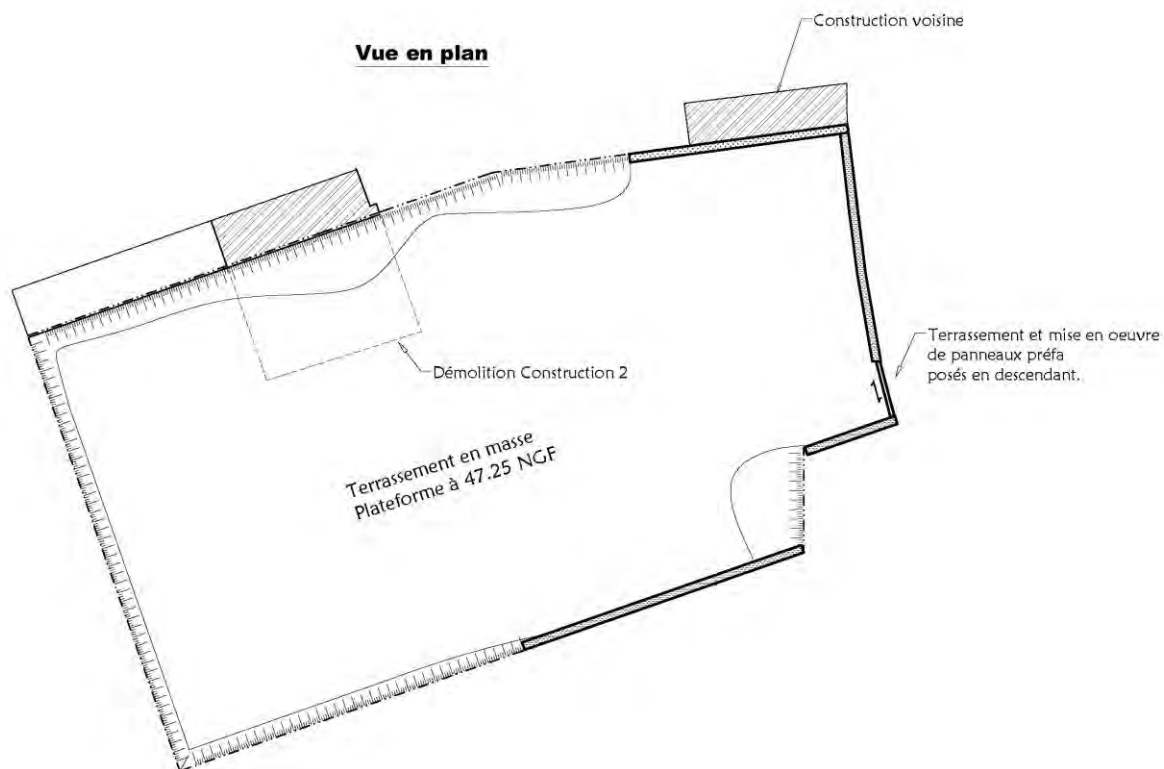 Construction voisine
Vue en plan
Terrassement et mise en oeuvre
de panneaux préfa
posés en descendant.
Démolition Construction 2
Terrassement en masse
Plateforme à 47.25 NGF